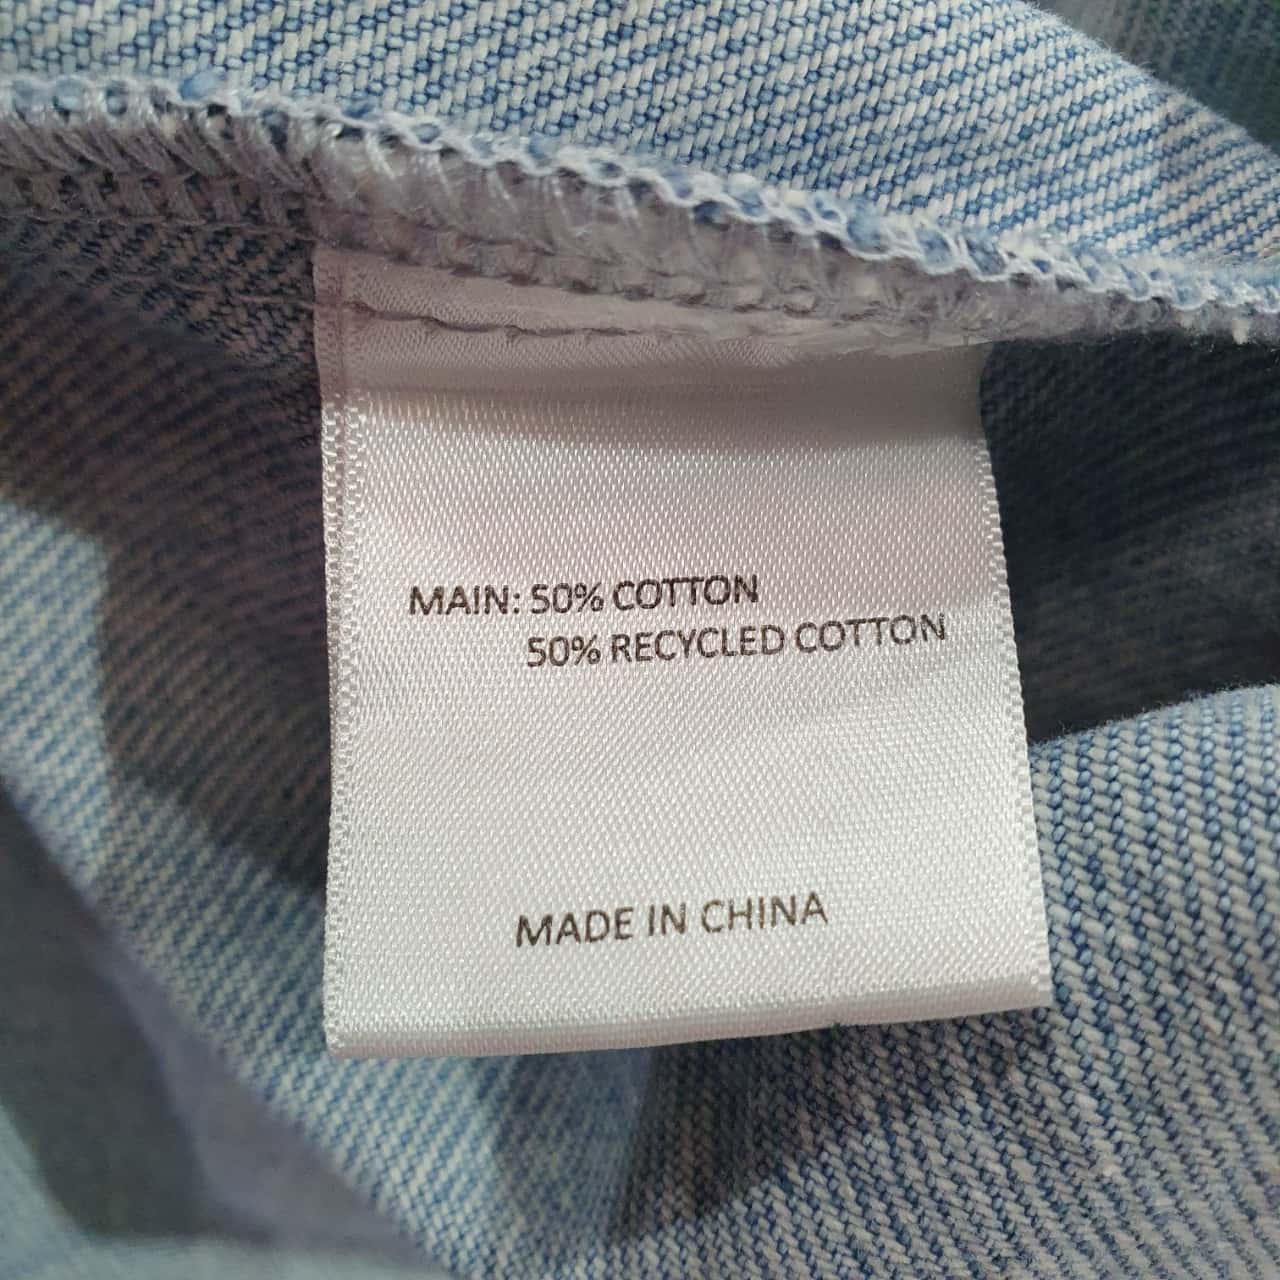 MAIN: 50% COTTON
50% RECYCLED COTTON
MADE IN CHINA